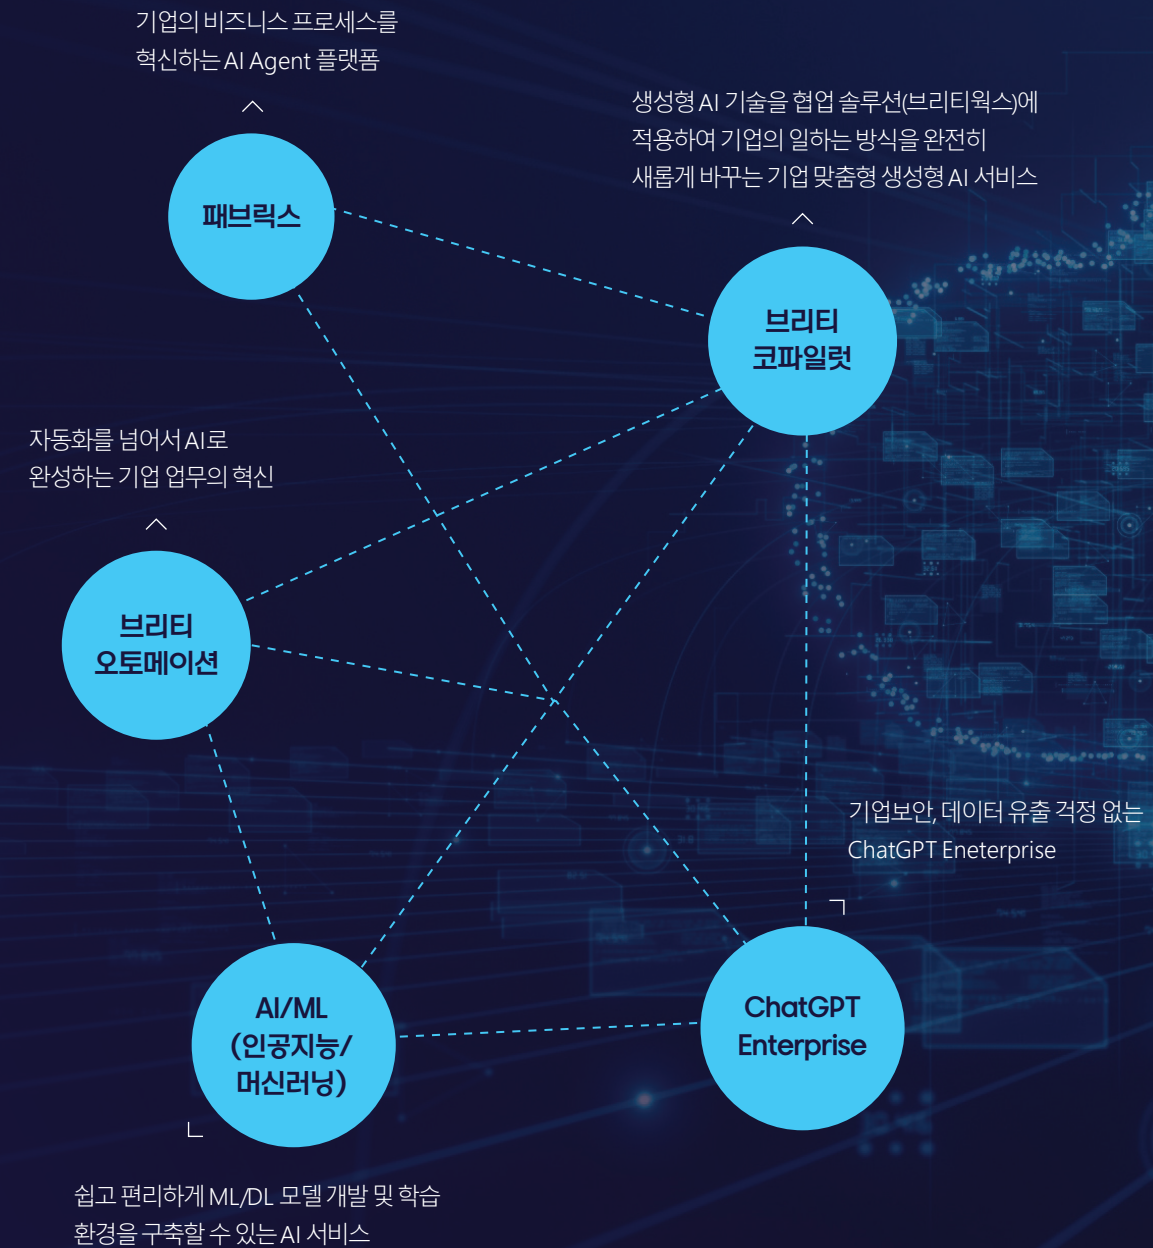 기업의 비즈니스 프로세스를
혁신하는 AI Agent 플랫폼
패브릭스
생성형 AI 기술을 협업 솔루션(브리티웍스)에
적용하여 기업의 일하는 방식을 완전히
새롭게 바꾸는 기업 맞춤형 생성형 AI 서비스
브리티
코파일럿
자동화를 넘어서 AI로
완성하는 기업 업무의 혁신
브리티
오토메이션
기업보안, 데이터 유출 걱정 없는
ChatGPT Eneterprise
ChatGPT
Enterprise
AI/ML
(인공지능/
머신러닝)
쉽고 편리하게 ML/DL 모델 개발 및 학습
환경을 구축할 수 있는 AI 서비스